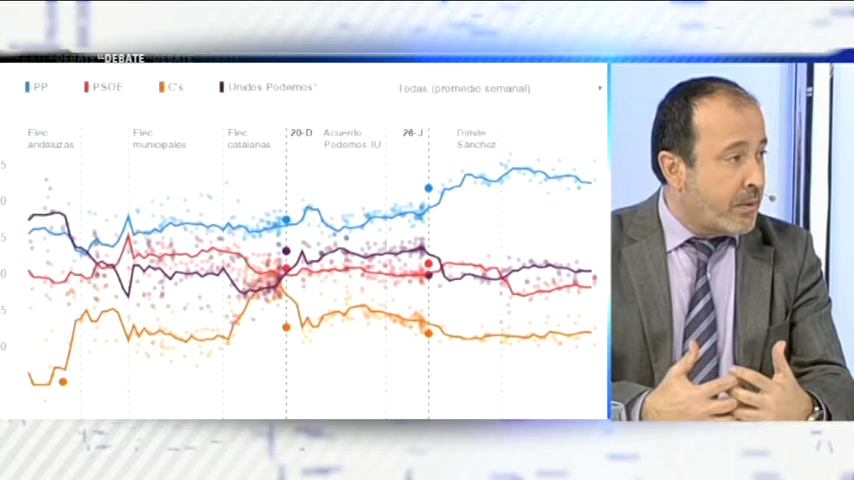 EL DEBATE
PP PSOE C's Unidos Podemos* Todas (promedio semanal)
Elec. andaluzas
Elec. municipales
Elec. catalanas
20-D
Acuerdo Podemos-IU
26-J
Dimite Sánchez
5
0
5
0
5
0